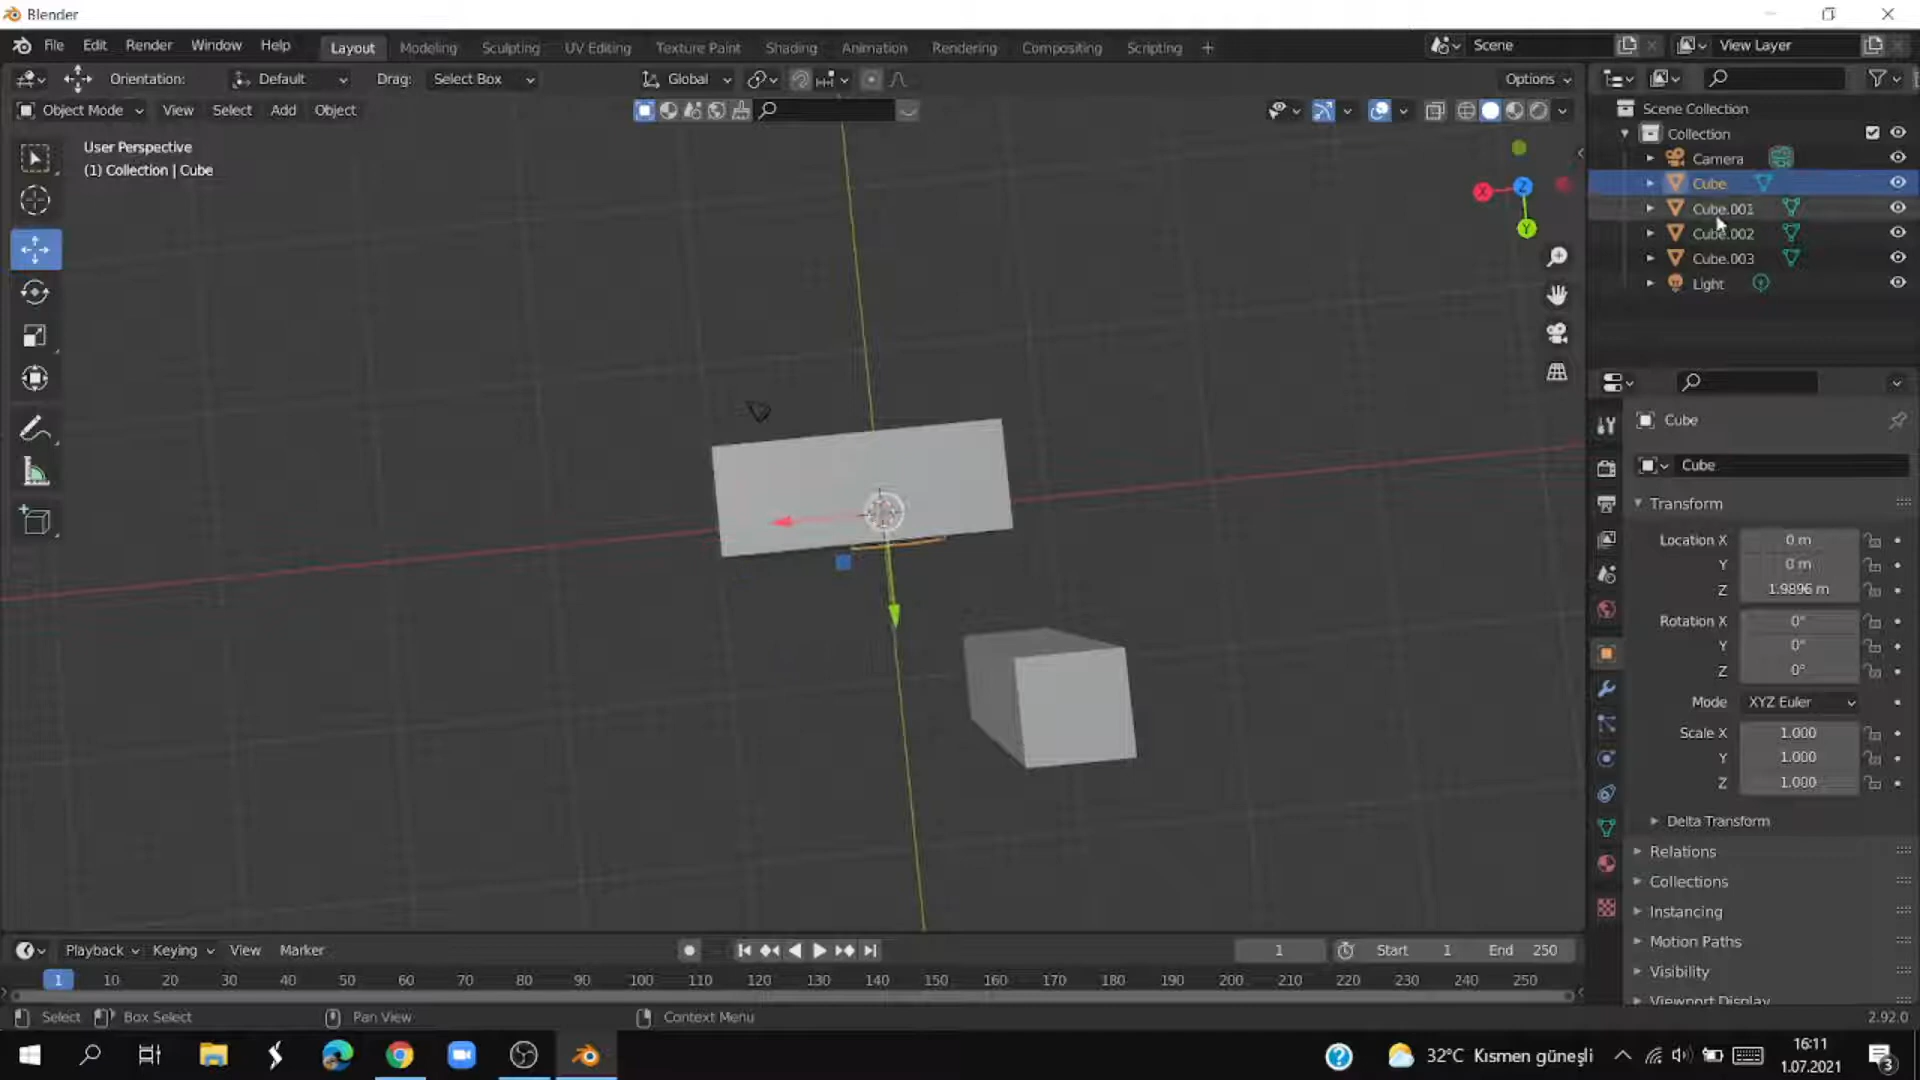 Blender
File Edit Render Window Help Layout Modeling Sculpting UV Editing Texture Paint Shading Animation Rendering Compositing Scripting + Scene View Layer
Orientation: Default Drag: Select Box Global Options
Object Mode View Select Add Object
User Perspective
(1) Collection | Cube
X
Z
Y
Scene Collection
Collection
Camera
Cube
Cube.001
Cube.002
Cube.003
Light
Cube
Cube
Transform
Location X 0 m
Y 0 m
Z 1.9896 m
Rotation X 0°
Y 0°
Z 0°
Mode XYZ Euler
Scale X 1.000
Y 1.000
Z 1.000
Delta Transform
Relations
Collections
Instancing
Motion Paths
Visibility
Viewport Display
Playback Keying View Marker 1 Start 1 End 250
1 10 20 30 40 50 60 70 80 90 100 110 120 130 140 150 160 170 180 190 200 210 220 230 240 250
Select Box Select Pan View Context Menu 2.92.0
32°C Kısmen güneşli
16:11
1.07.2021
3